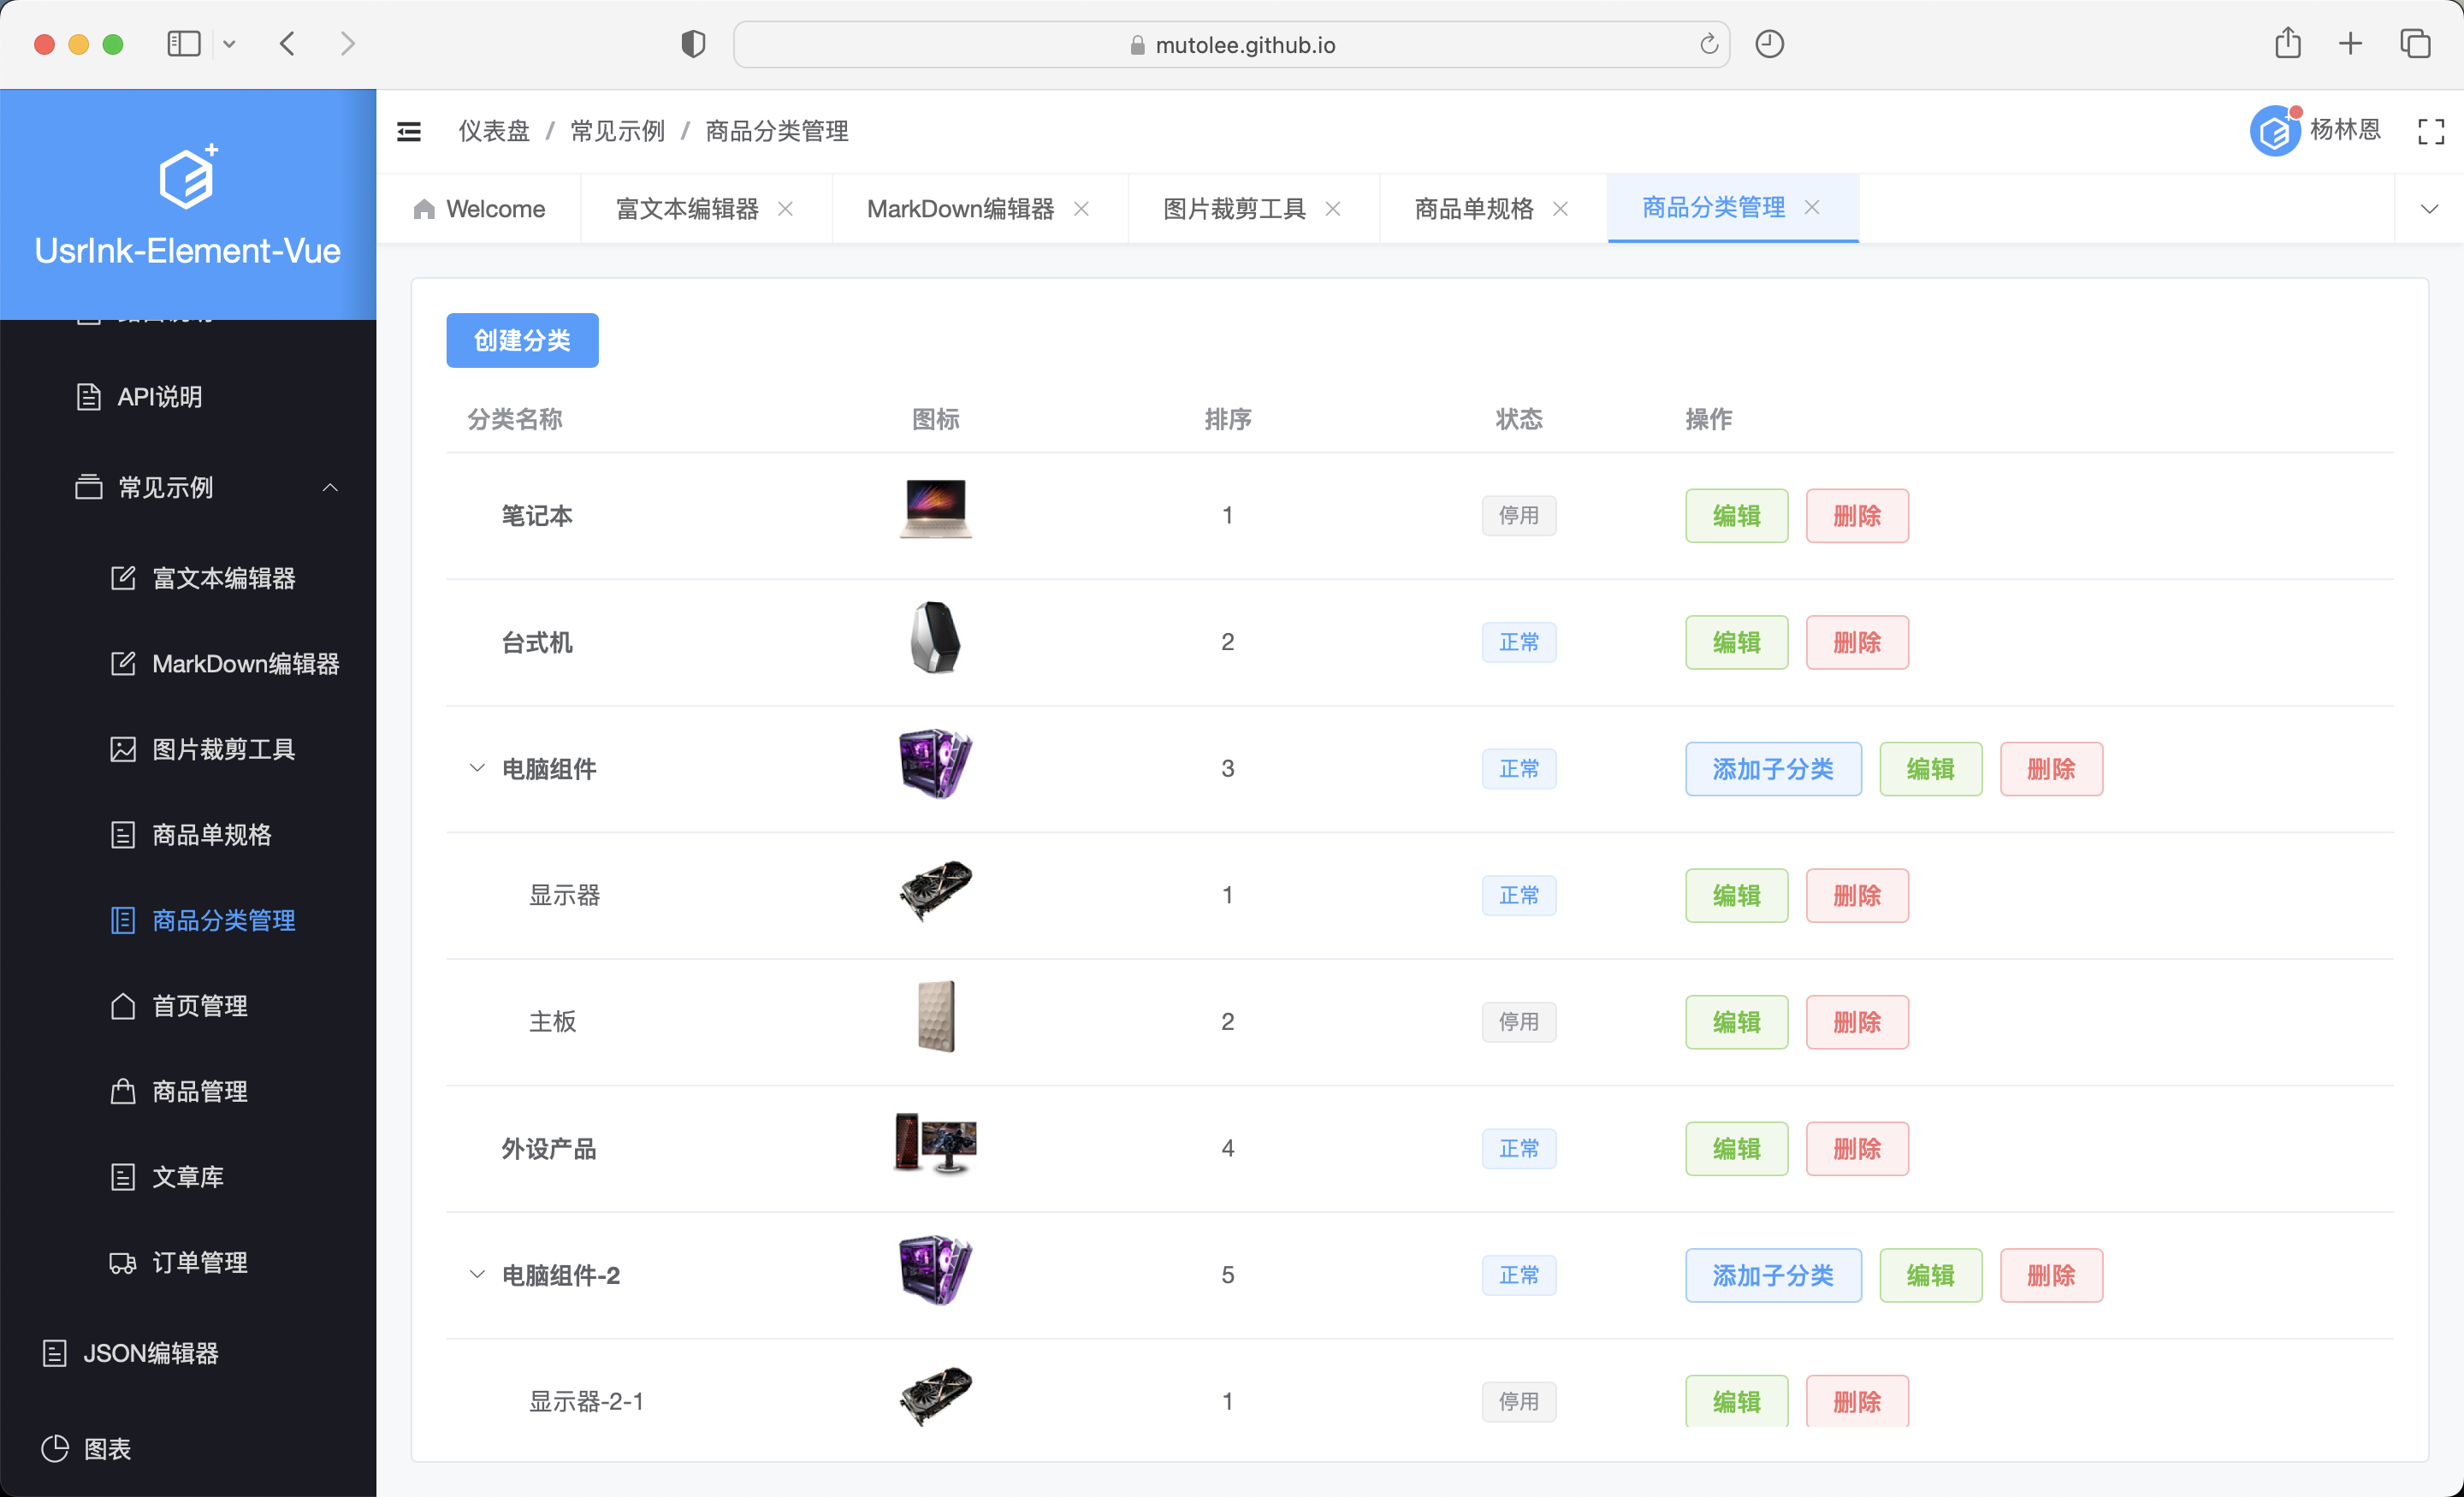 mutolee.github.io
UsrInk-Element-Vue
API说明
常见示例
富文本编辑器
MarkDown编辑器
图片裁剪工具
商品单规格
商品分类管理
首页管理
商品管理
文章库
订单管理
JSON编辑器
图表
仪表盘 / 常见示例 / 商品分类管理
杨林恩
Welcome 富文本编辑器 MarkDown编辑器 图片裁剪工具 商品单规格 商品分类管理
创建分类
分类名称 图标 排序 状态 操作
笔记本 1 停用 编辑 删除
台式机 2 正常 编辑 删除
电脑组件 3 正常 添加子分类 编辑 删除
显示器 1 正常 编辑 删除
主板 2 停用 编辑 删除
外设产品 4 正常 编辑 删除
电脑组件-2 5 正常 添加子分类 编辑 删除
显示器-2-1 1 停用 编辑 删除